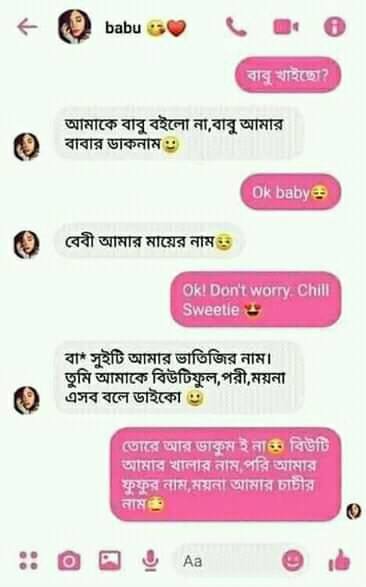 babu 😘❤️
বাবু খাইছো?
আমাকে বাবু বইলো না,বাবু আমার
বাবার ডাকনাম🙂
Ok baby😩
বেবী আমার মায়ের নাম😒
Ok! Don't worry. Chill
Sweetie 😍
বা* সুইটি আমার ভাতিজির নাম।
তুমি আমাকে বিউটিফুল,পরী,ময়না
এসব বলে ডাইকো 🙂
তোরে আর ডাকুম ই না😒 বিউটি
আমার খালার নাম,পরি আমার
ফুফুর নাম,ময়না আমার চাচীর
নাম😳
Aa